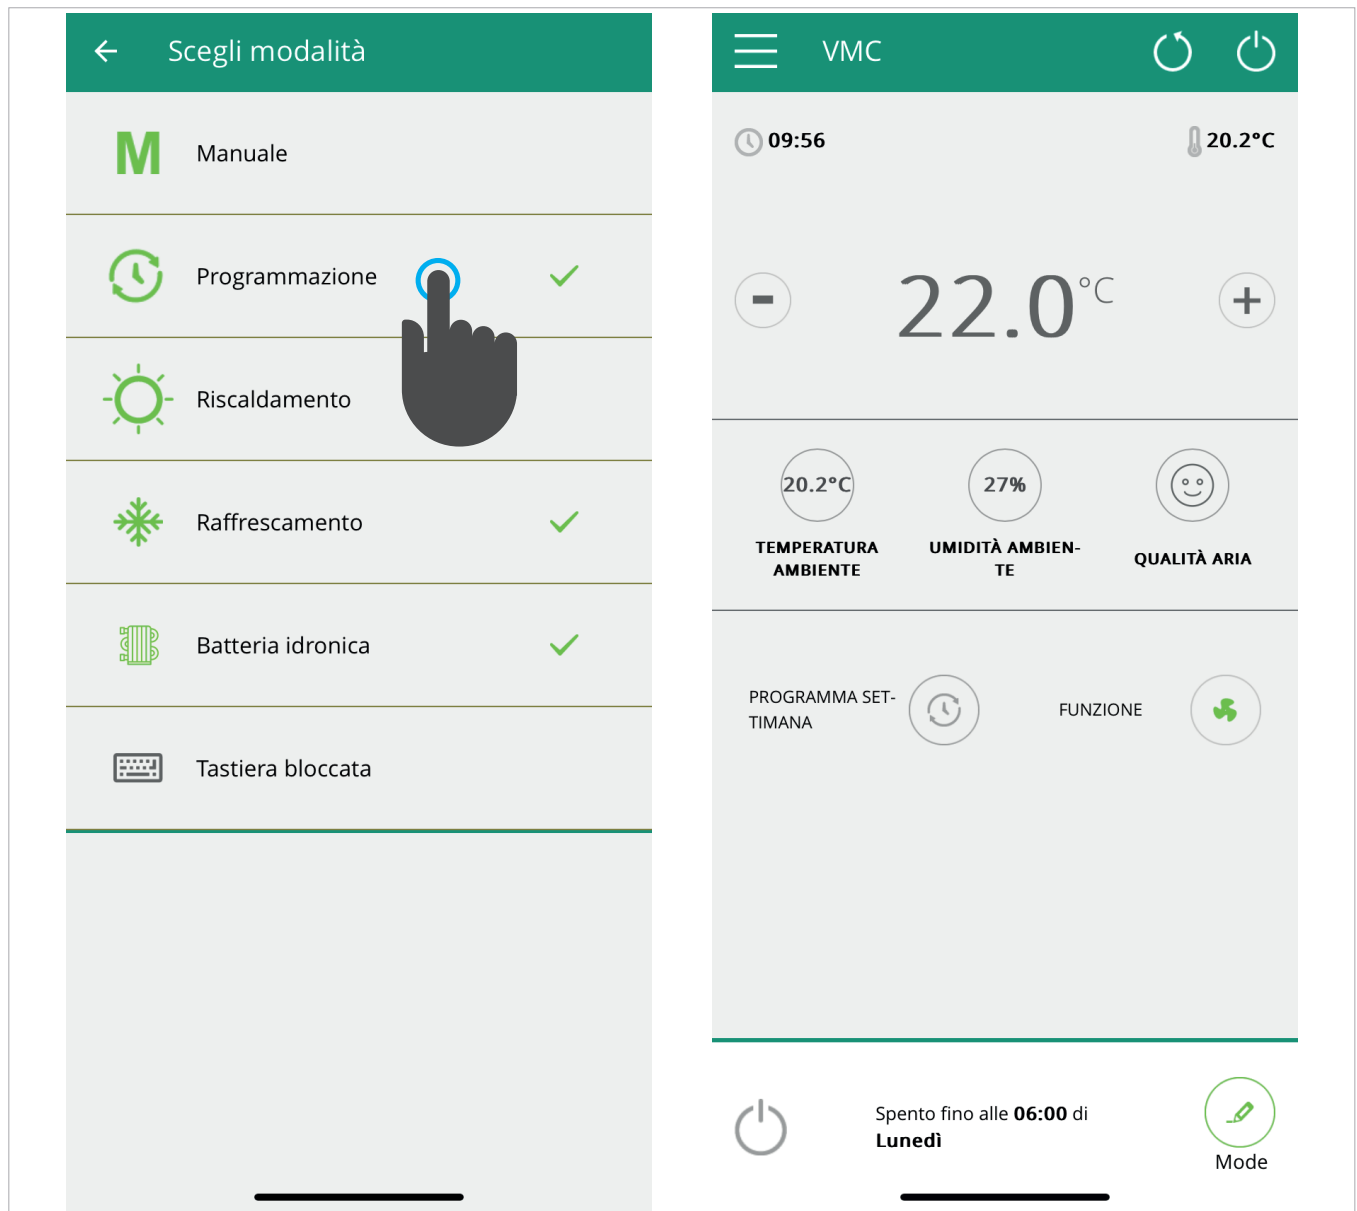 Scegli modalità
M Manuale
Programmazione
Riscaldamento
Raffrescamento
Batteria idronica
Tastiera bloccata
VMC
09:56
20.2°C
- 22.0°C +
20.2°C
27%
TEMPERATURA
AMBIENTE
UMIDITÀ AMBIEN-
TE
QUALITÀ ARIA
PROGRAMMA SET-
TIMANA
FUNZIONE
Spento fino alle 06:00 di
Lunedì
Mode